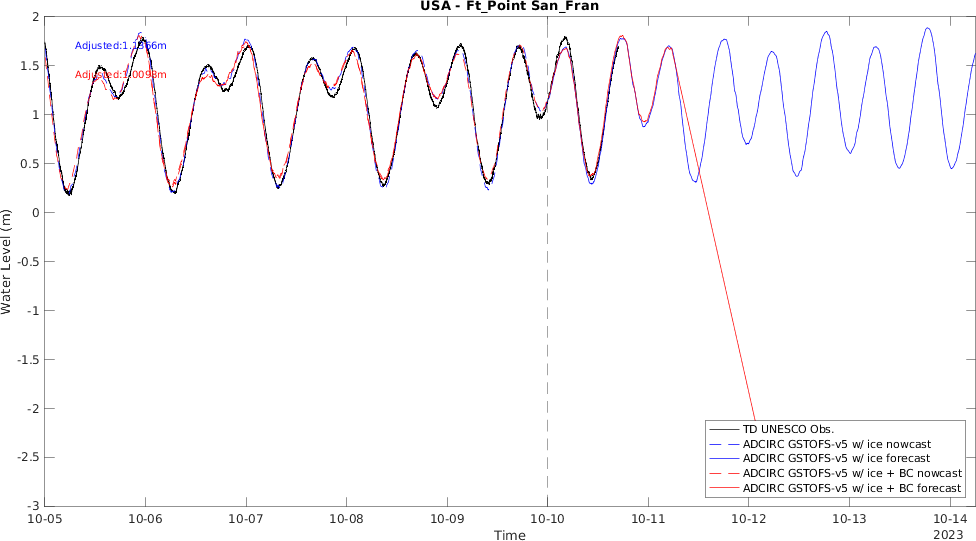 USA - Ft_Point San_Fran
Adjusted:1.1366m
Adjusted:1.0098m
Water Level (m)
2
1.5
1
0.5
0
-0.5
-1
-1.5
-2
-2.5
-3
10-05 10-06 10-07 10-08 10-09 10-10 10-11 10-12 10-13 10-14
2023
Time
TD UNESCO Obs.
ADCIRC GSTOFS-v5 w/ ice nowcast
ADCIRC GSTOFS-v5 w/ ice forecast
ADCIRC GSTOFS-v5 w/ ice + BC nowcast
ADCIRC GSTOFS-v5 w/ ice + BC forecast